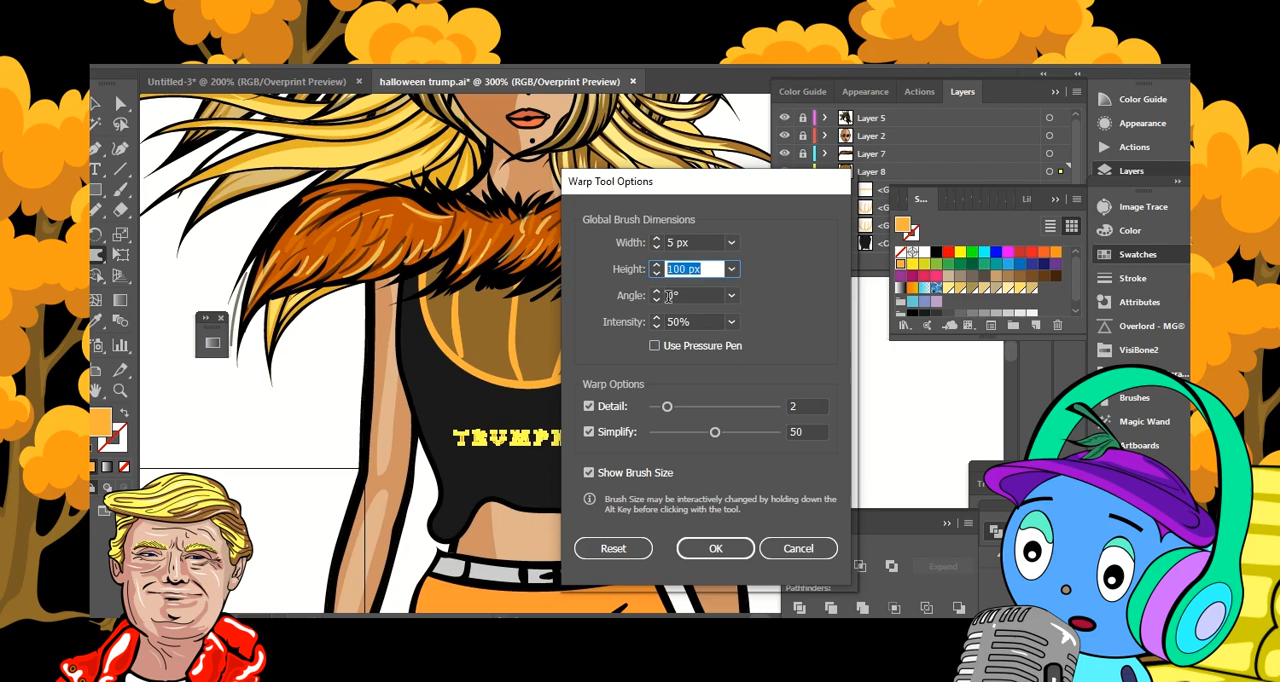 Untitled-3* @ 200% (RGB/Overprint Preview)
halloween trump.ai* @ 300% (RGB/Overprint Preview)
Color Guide
Appearance
Actions
Layers
Layer 5
Layer 2
Layer 7
Layer 8
Warp Tool Options
Global Brush Dimensions
Width: 5 px
Height: 100 px
Angle: 0°
Intensity: 50%
Use Pressure Pen
Warp Options
Detail: 2
Simplify: 50
Show Brush Size
Brush Size may be interactively changed by holding down the
Alt Key before clicking with the tool.
Reset
OK
Cancel
S...
<G
<G
<G
Color Guide
Appearance
Actions
Layers
Image Trace
Color
Swatches
Stroke
Attributes
Overlord - MG®
VisiBone2
Brushes
Magic Wand
Artboards
Expand
Pathfinders: